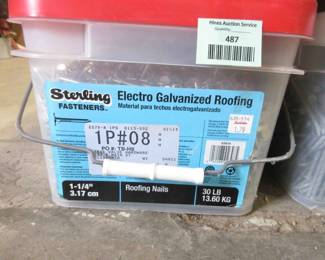 Hines Auction Service
487
Sterling
FASTENERS
Electro Galvanized Roofing
Material para techos electrogalvanizado
1P#08
1-1/4"
3.17 cm
Roofing Nails
30 LB
13.60 KG